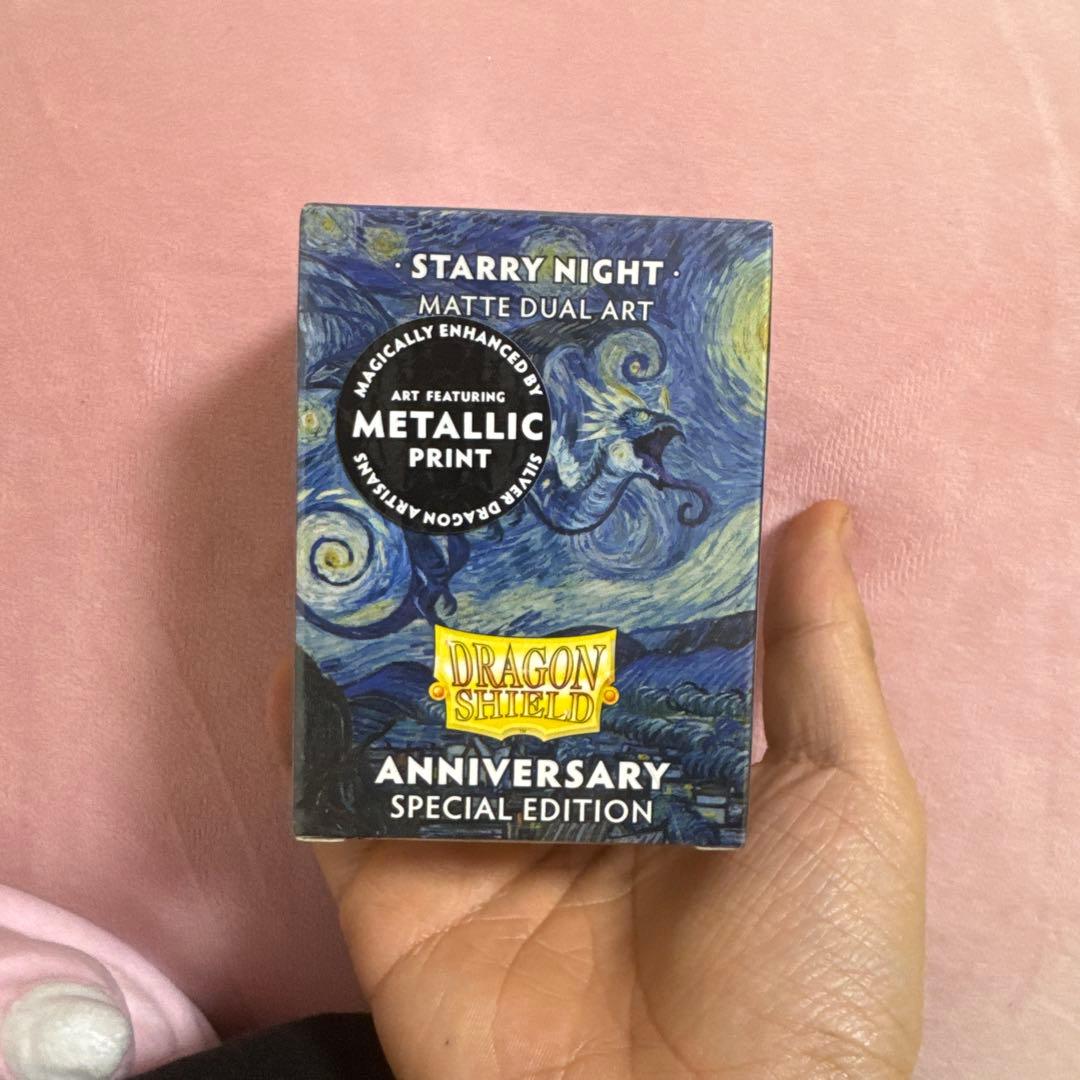 · STARRY NIGHT ·
MATTE DUAL ART
MAGICALLY ENHANCED BY
ART FEATURING
METALLIC
PRINT
SILVER DRAGON ARTISANS
DRAGON
SHIELD
™
ANNIVERSARY
SPECIAL EDITION